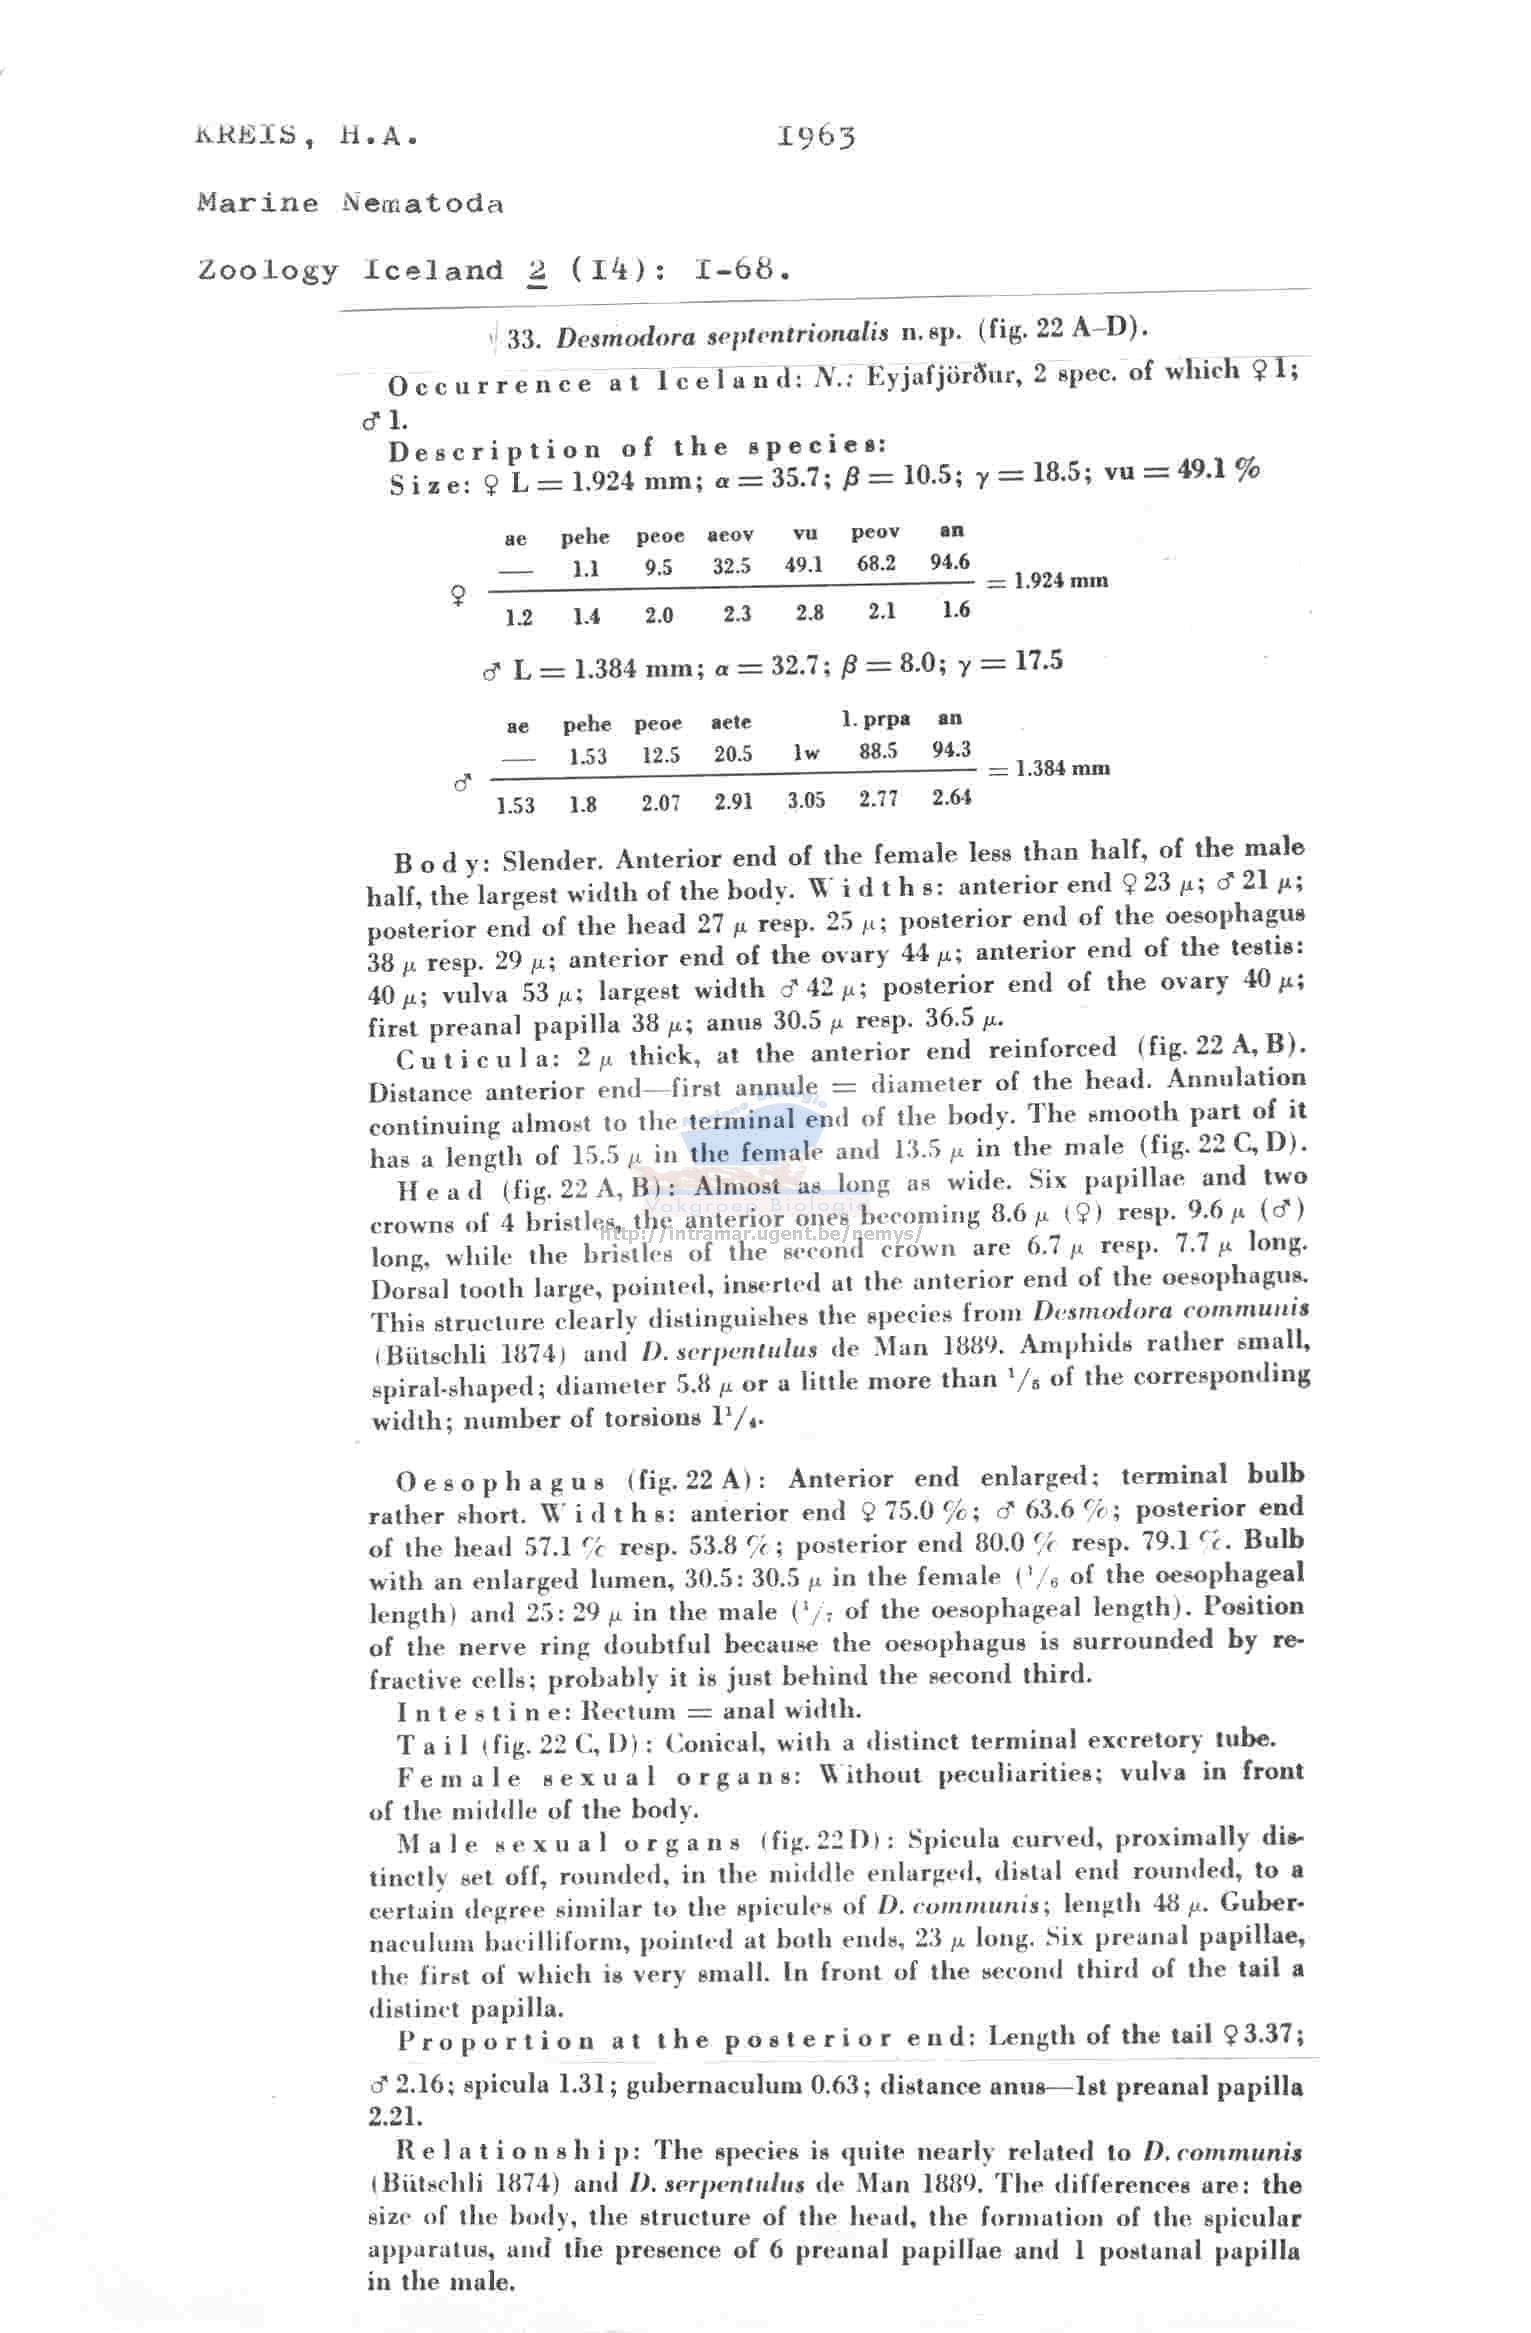 KREIS, H.A. 1963
Marine Nematoda
Zoology Iceland 2 (I4): I-68.
33. Desmodora septentrionalis n. sp. (fig. 22 A–D).
Occurrence at Iceland: N.: Eyjafjörður, 2 spec. of which ♀ 1;
♂ 1.
Description of the species:
Size: ♀ L = 1.924 mm; α = 35.7; β = 10.5; γ = 18.5; vu = 49.1 %
ae pehe peoe aeov vu peov an
— 1.1 9.5 32.5 49.1 68.2 94.6
♀ = 1.924 mm
1.2 1.4 2.0 2.3 2.8 2.1 1.6
♂ L = 1.384 mm; α = 32.7; β = 8.0; γ = 17.5
ae pehe peoe aete 1. prpa an
— 1.53 12.5 20.5 lw 88.5 94.3
♂ = 1.384 mm
1.53 1.8 2.07 2.91 3.05 2.77 2.64
Body: Slender. Anterior end of the female less than half, of the male
half, the largest width of the body. Widths: anterior end ♀ 23 μ; ♂ 21 μ;
posterior end of the head 27 μ resp. 25 μ; posterior end of the oesophagus
38 μ resp. 29 μ; anterior end of the ovary 44 μ; anterior end of the testis:
40 μ; vulva 53 μ; largest width ♂ 42 μ; posterior end of the ovary 40 μ;
first preanal papilla 38 μ; anus 30.5 μ resp. 36.5 μ.
Cuticula: 2 μ thick, at the anterior end reinforced (fig. 22 A, B).
Distance anterior end—first annule = diameter of the head. Annulation
continuing almost to the terminal end of the body. The smooth part of it
has a length of 15.5 μ in the female and 13.5 μ in the male (fig. 22 C, D).
Head (fig. 22 A, B): Almost as long as wide. Six papillae and two
Vakgroep Biologie
crowns of 4 bristles, the anterior ones becoming 8.6 μ (♀) resp. 9.6 μ (♂)
http://intramar.ugent.be/nemys/
long, while the bristles of the second crown are 6.7 μ resp. 7.7 μ long.
Dorsal tooth large, pointed, inserted at the anterior end of the oesophagus.
This structure clearly distinguishes the species from Desmodora communis
(Bütschli 1874) and D. serpentulus de Man 1889. Amphids rather small,
spiral-shaped; diameter 5.8 μ or a little more than 1/5 of the corresponding
width; number of torsions 1 1/4.
Oesophagus (fig. 22 A): Anterior end enlarged; terminal bulb
rather short. Widths: anterior end ♀ 75.0 %; ♂ 63.6 %; posterior end
of the head 57.1 % resp. 53.8 %; posterior end 80.0 % resp. 79.1 %. Bulb
with an enlarged lumen, 30.5: 30.5 μ in the female (1/6 of the oesophageal
length) and 25: 29 μ in the male (1/7 of the oesophageal length). Position
of the nerve ring doubtful because the oesophagus is surrounded by re-
fractive cells; probably it is just behind the second third.
Intestine: Rectum = anal width.
Tail (fig. 22 C, D): Conical, with a distinct terminal excretory tube.
Female sexual organs: Without peculiarities; vulva in front
of the middle of the body.
Male sexual organs (fig. 22 D): Spicula curved, proximally dis-
tinctly set off, rounded, in the middle enlarged, distal end rounded, to a
certain degree similar to the spicules of D. communis; length 48 μ. Guber-
naculum bacilliform, pointed at both ends, 23 μ long. Six preanal papillae,
the first of which is very small. In front of the second third of the tail a
distinct papilla.
Proportion at the posterior end: Length of the tail ♀ 3.37;
♂ 2.16; spicula 1.31; gubernaculum 0.63; distance anus—1st preanal papilla
2.21.
Relationship: The species is quite nearly related to D. communis
(Bütschli 1874) and D. serpentulus de Man 1889. The differences are: the
size of the body, the structure of the head, the formation of the spicular
apparatus, and the presence of 6 preanal papillae and 1 postanal papilla
in the male.